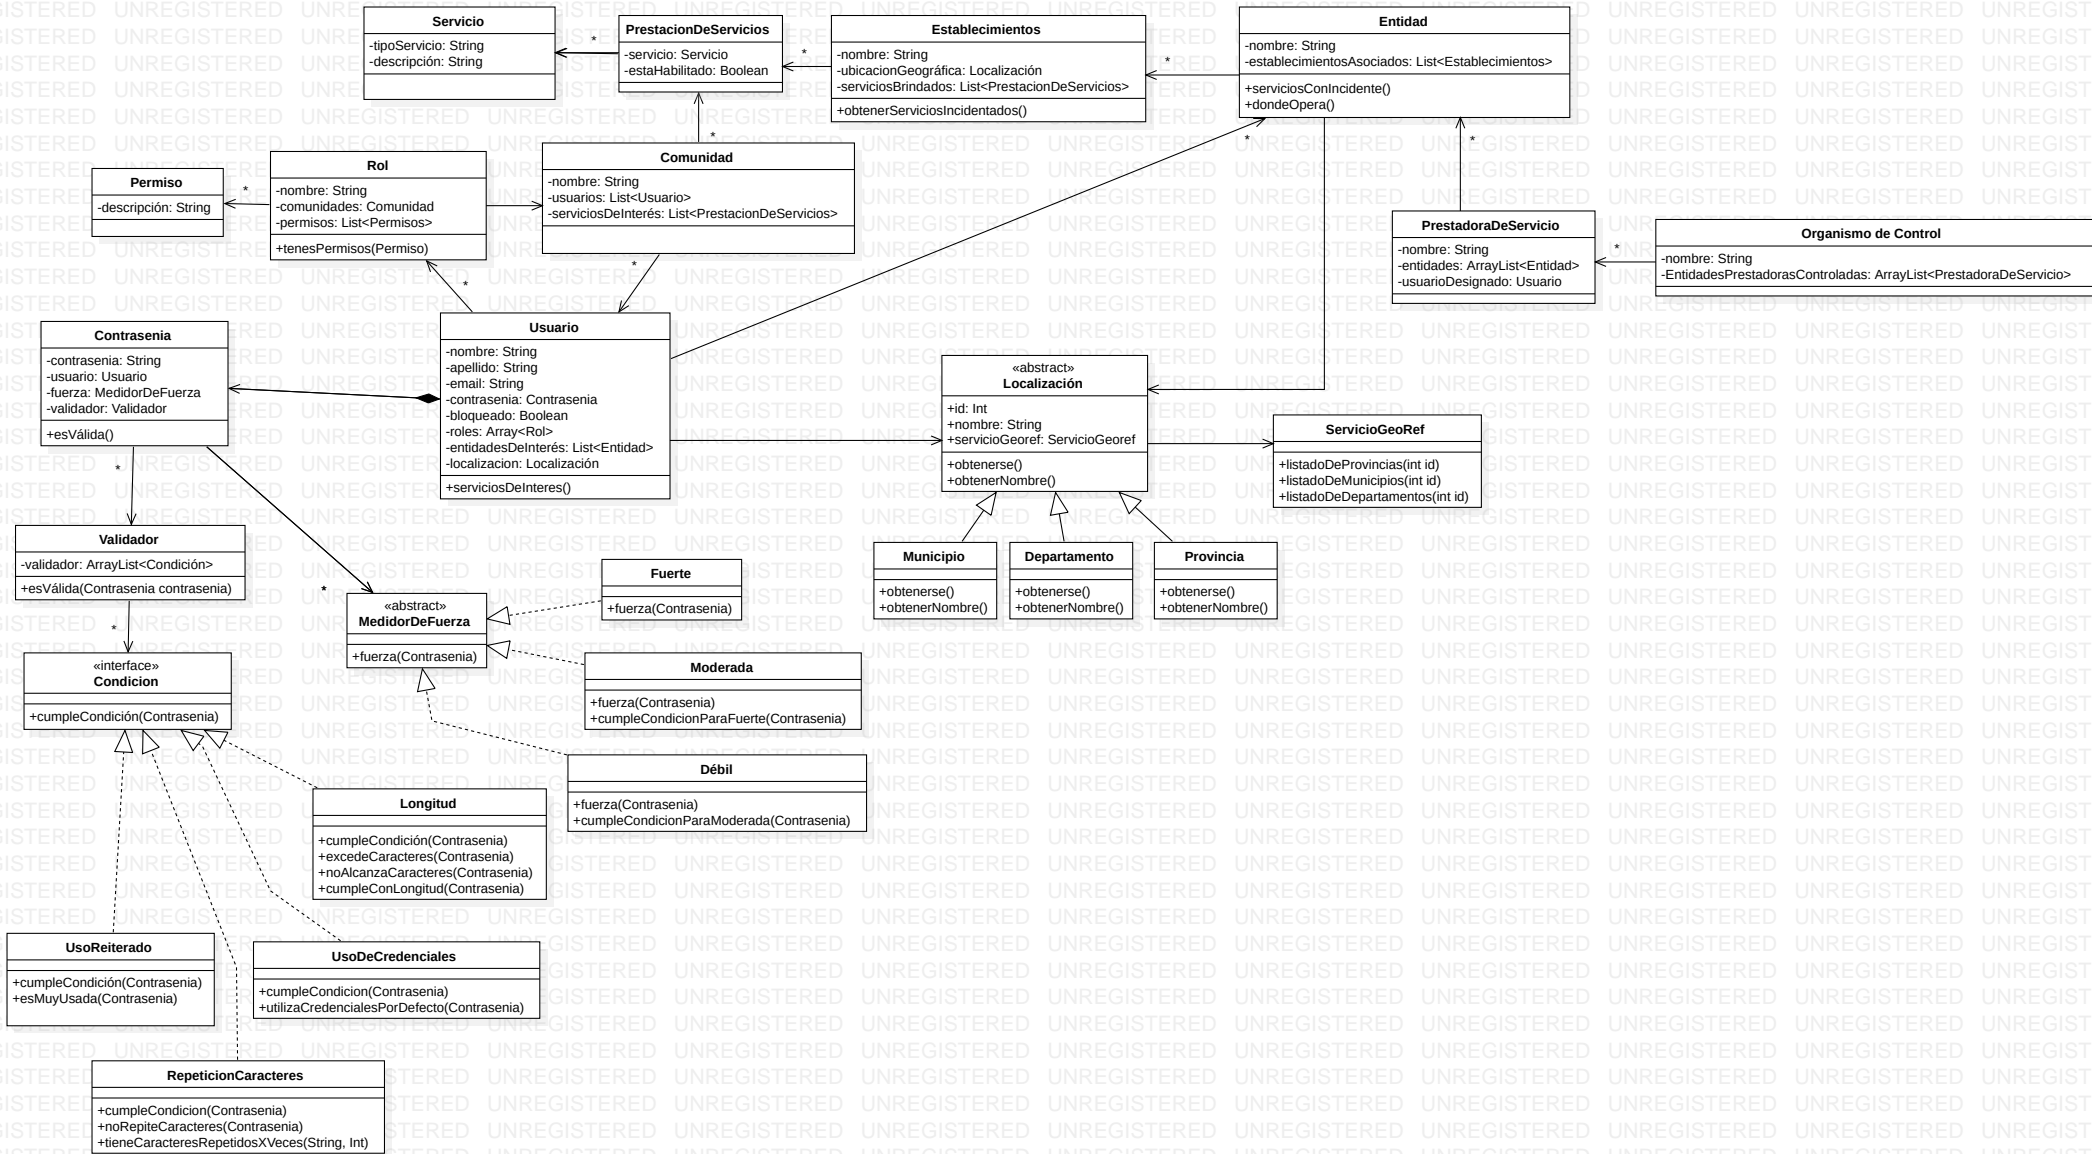 Servicio
-tipoServicio: String
-descripción: String
PrestacionDeServicios
-servicio: Servicio
-estaHabilitado: Boolean
Establecimientos
-nombre: String
-ubicacionGeográfica: Localización
-serviciosBrindados: List<PrestacionDeServicios>
+obtenerServiciosIncidentados()
Entidad
-nombre: String
-establecimientosAsociados: List<Establecimientos>
+serviciosConIncidente()
+dondeOpera()
*
*
*
*
*
*
Permiso
-descripción: String
*
Rol
-nombre: String
-comunidades: Comunidad
-permisos: List<Permisos>
+tenesPermisos(Permiso)
Comunidad
-nombre: String
-usuarios: List<Usuario>
-serviciosDeInterés: List<PrestacionDeServicios>
PrestadoraDeServicio
-nombre: String
-entidades: ArrayList<Entidad>
-usuarioDesignado: Usuario
*
Organismo de Control
-nombre: String
-EntidadesPrestadorasControladas: ArrayList<PrestadoraDeServicio>
*
*
Contrasenia
-contrasenia: String
-usuario: Usuario
-fuerza: MedidorDeFuerza
-validador: Validador
+esVálida()
Usuario
-nombre: String
-apellido: String
-email: String
-contrasenia: Contrasenia
-bloqueado: Boolean
-roles: Array<Rol>
-entidadesDeInterés: List<Entidad>
-localizacion: Localización
+serviciosDeInteres()
«abstract»
Localización
+id: Int
+nombre: String
+servicioGeoref: ServicioGeoref
+obtenerse()
+obtenerNombre()
ServicioGeoRef
+listadoDeProvincias(int id)
+listadoDeMunicipios(int id)
+listadoDeDepartamentos(int id)
*
Validador
-validador: ArrayList<Condición>
+esVálida(Contrasenia contrasenia)
Municipio
+obtenerse()
+obtenerNombre()
Departamento
+obtenerse()
+obtenerNombre()
Provincia
+obtenerse()
+obtenerNombre()
*
«abstract»
MedidorDeFuerza
+fuerza(Contrasenia)
Fuerte
+fuerza(Contrasenia)
*
«interface»
Condicion
+cumpleCondición(Contrasenia)
Moderada
+fuerza(Contrasenia)
+cumpleCondicionParaFuerte(Contrasenia)
Débil
+fuerza(Contrasenia)
+cumpleCondicionParaModerada(Contrasenia)
Longitud
+cumpleCondición(Contrasenia)
+excedeCaracteres(Contrasenia)
+noAlcanzaCaracteres(Contrasenia)
+cumpleConLongitud(Contrasenia)
UsoReiterado
+cumpleCondición(Contrasenia)
+esMuyUsada(Contrasenia)
UsoDeCredenciales
+cumpleCondicion(Contrasenia)
+utilizaCredencialesPorDefecto(Contrasenia)
RepeticionCaracteres
+cumpleCondicion(Contrasenia)
+noRepiteCaracteres(Contrasenia)
+tieneCaracteresRepetidosXVeces(String, Int)
UNREGISTERED